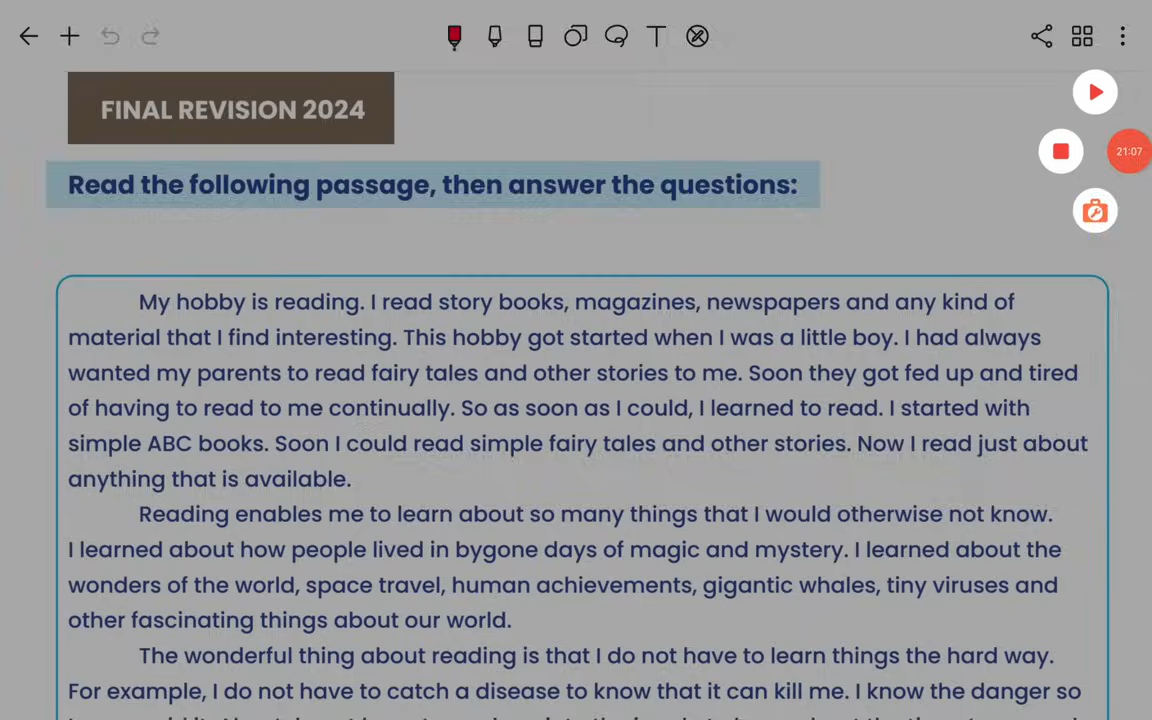 FINAL REVISION 2024
21:07
Read the following passage, then answer the questions:
My hobby is reading. I read story books, magazines, newspapers and any kind of
material that I find interesting. This hobby got started when I was a little boy. I had always
wanted my parents to read fairy tales and other stories to me. Soon they got fed up and tired
of having to read to me continually. So as soon as I could, I learned to read. I started with
simple ABC books. Soon I could read simple fairy tales and other stories. Now I read just about
anything that is available.
Reading enables me to learn about so many things that I would otherwise not know.
I learned about how people lived in bygone days of magic and mystery. I learned about the
wonders of the world, space travel, human achievements, gigantic whales, tiny viruses and
other fascinating things about our world.
The wonderful thing about reading is that I do not have to learn things the hard way.
For example, I do not have to catch a disease to know that it can kill me. I know the danger so